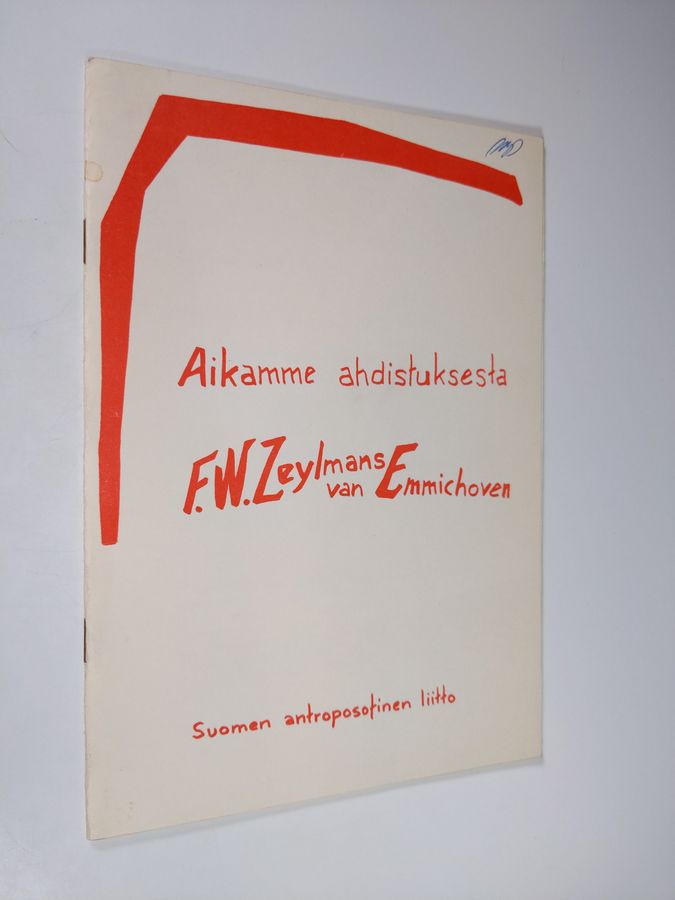 Aikamme ahdistuksesta
F.W. Zeylmans
van Emmichoven
Suomen antroposofinen liitto